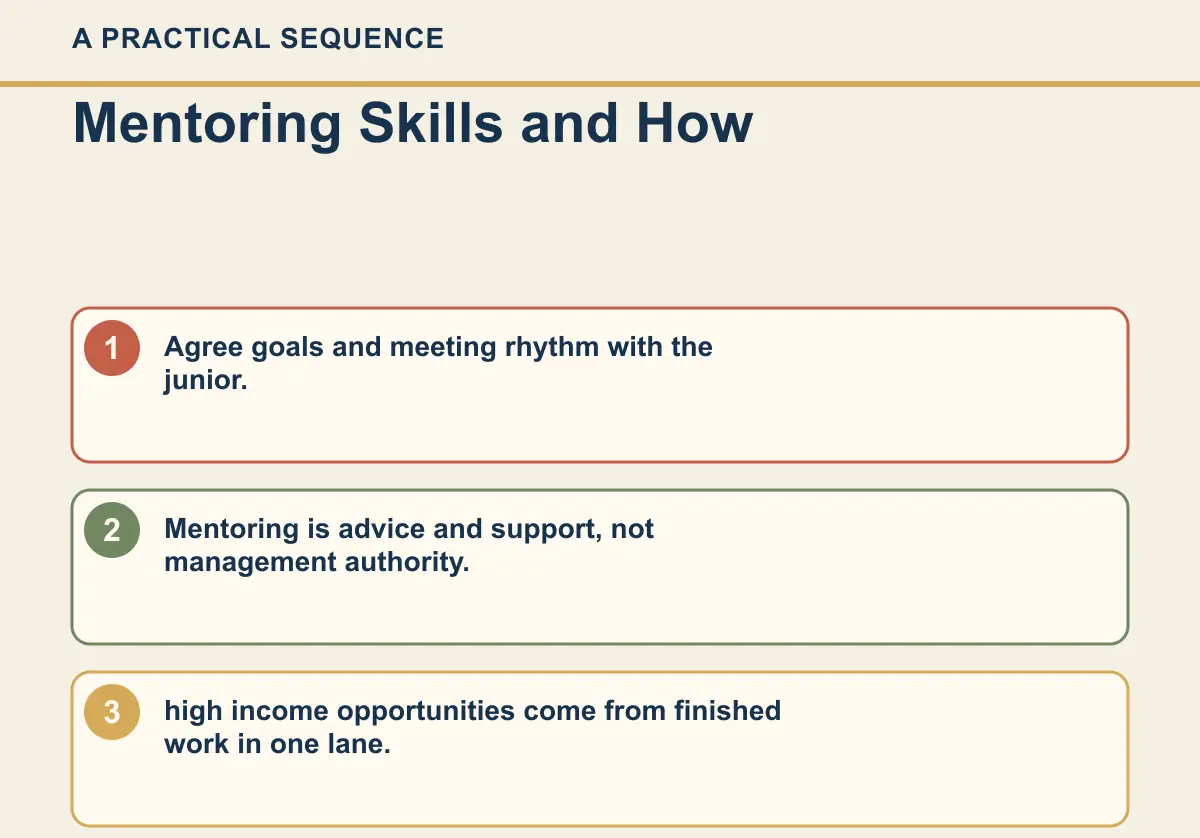 A PRACTICAL SEQUENCE
Mentoring Skills and How
1
Agree goals and meeting rhythm with the
junior.
2
Mentoring is advice and support, not
management authority.
3
high income opportunities come from finished
work in one lane.